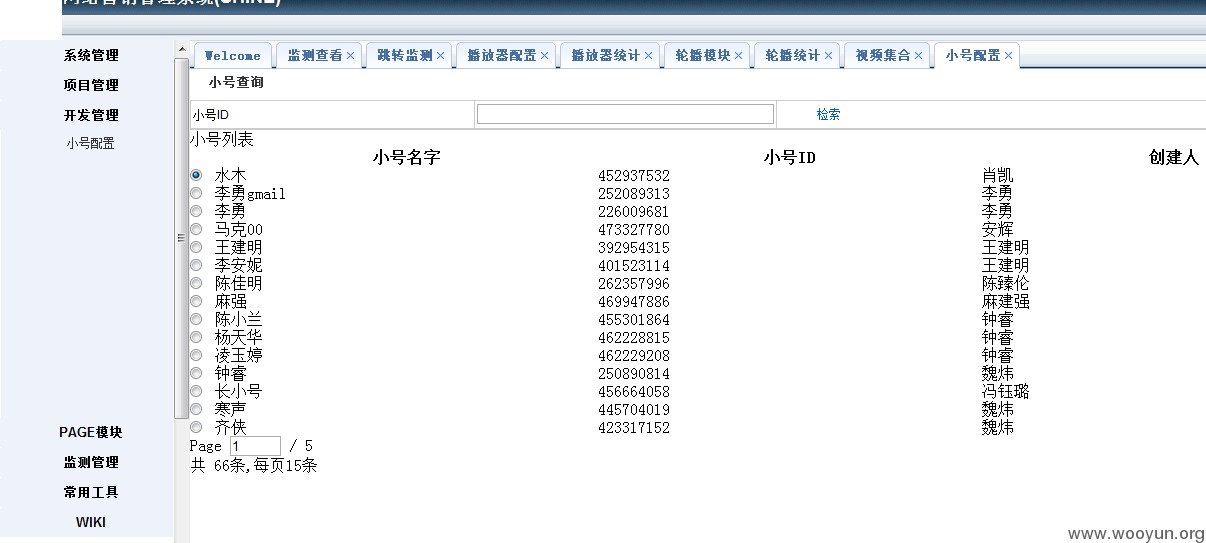 网络营销管理系统(SHINE)
系统管理
项目管理
开发管理
小号配置
PAGE模块
监测管理
常用工具
WIKI
Welcome 监测查看 跳转监测 播放器配置 播放器统计 轮播模块 轮播统计 视频集合 小号配置
小号查询
小号ID 检索
小号列表
小号名字 小号ID 创建人
水木 452937532 肖凯
李勇gmail 252089313 李勇
李勇 226009681 李勇
马克00 473327780 安辉
王建明 392954315 王建明
李安妮 401523114 王建明
陈佳明 262357996 陈臻伦
麻强 469947886 麻建强
陈小兰 455301864 钟睿
杨天华 462228815 钟睿
凌玉婷 462229208 钟睿
钟睿 250890814 魏炜
长小号 456664058 冯钰璐
寒声 445704019 魏炜
齐侠 423317152 魏炜
Page 1 / 5
共 66条,每页15条
www.wooyun.org